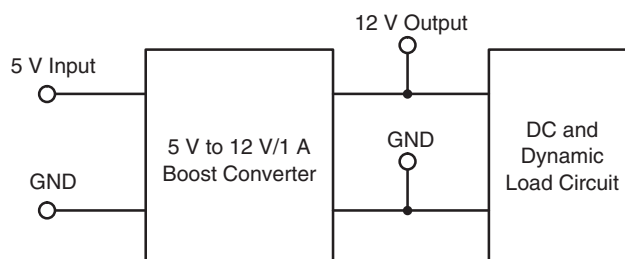 12 V Output
5 V Input
5 V to 12 V/1 A
Boost Converter
GND
DC and
Dynamic
Load Circuit
GND